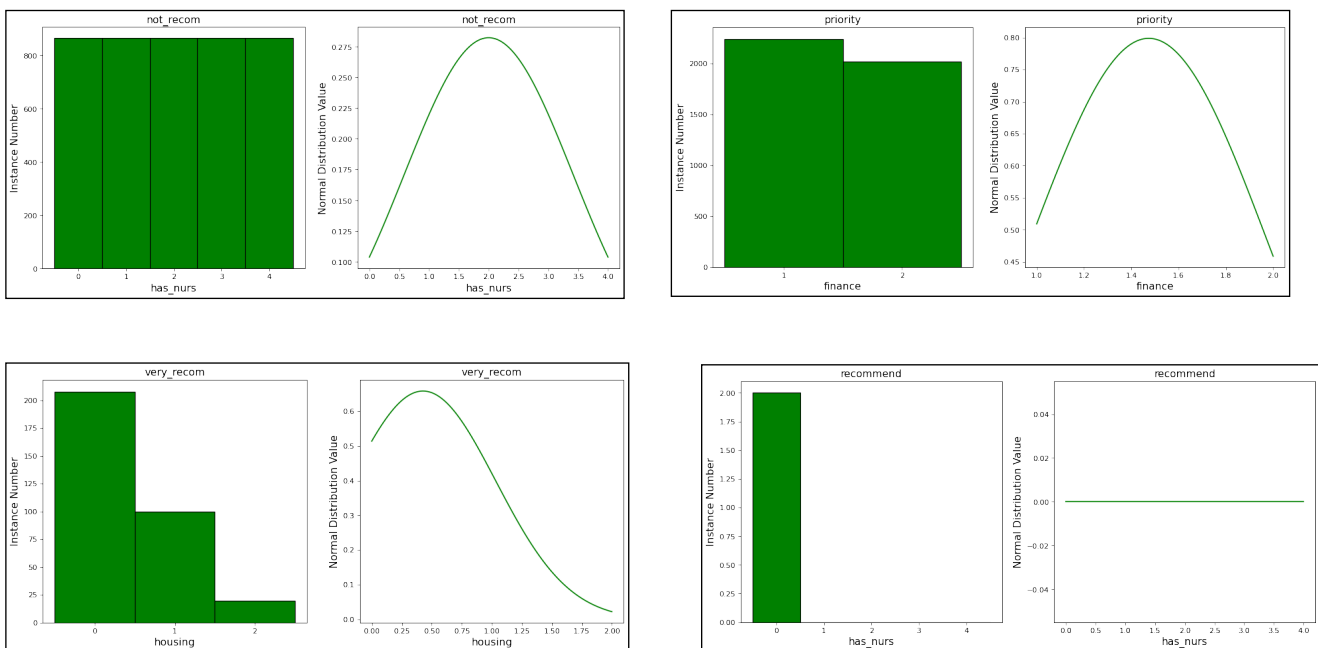 not_recom
Instance Number
800
600
400
200
0
0 1 2 3 4
has_nurs
not_recom
Normal Distribution Value
0.275
0.250
0.225
0.200
0.175
0.150
0.125
0.100
0.0 0.5 1.0 1.5 2.0 2.5 3.0 3.5 4.0
has_nurs
priority
Instance Number
2000
1500
1000
500
0
1 2
finance
priority
Normal Distribution Value
0.80
0.75
0.70
0.65
0.60
0.55
0.50
0.45
1.0 1.2 1.4 1.6 1.8 2.0
finance
very_recom
Instance Number
200
175
150
125
100
75
50
25
0
0 1 2
housing
very_recom
Normal Distribution Value
0.6
0.5
0.4
0.3
0.2
0.1
0.0
0.00 0.25 0.50 0.75 1.00 1.25 1.50 1.75 2.00
housing
recommend
Instance Number
2.00
1.75
1.50
1.25
1.00
0.75
0.50
0.25
0.00
0 1 2 3 4
has_nurs
recommend
Normal Distribution Value
0.04
0.02
0.00
−0.02
−0.04
0.0 0.5 1.0 1.5 2.0 2.5 3.0 3.5 4.0
has_nurs